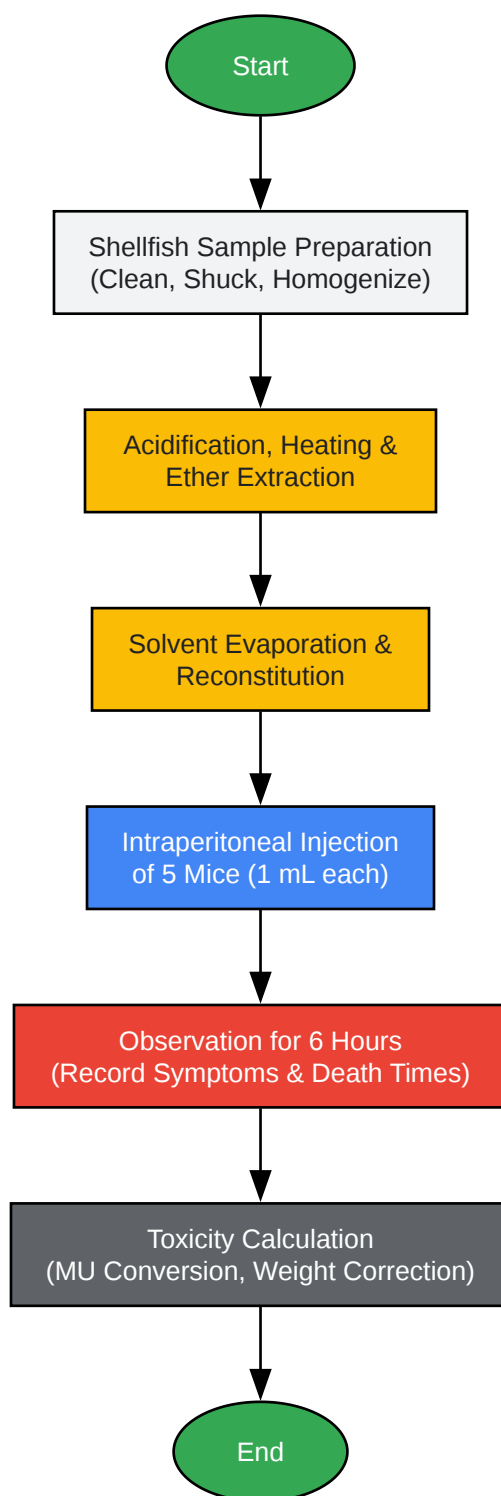 Start
Shellfish Sample Preparation
(Clean, Shuck, Homogenize)
Acidification, Heating &
Ether Extraction
Solvent Evaporation &
Reconstitution
Intraperitoneal Injection
of 5 Mice (1 mL each)
Observation for 6 Hours
(Record Symptoms & Death Times)
Toxicity Calculation
(MU Conversion, Weight Correction)
End